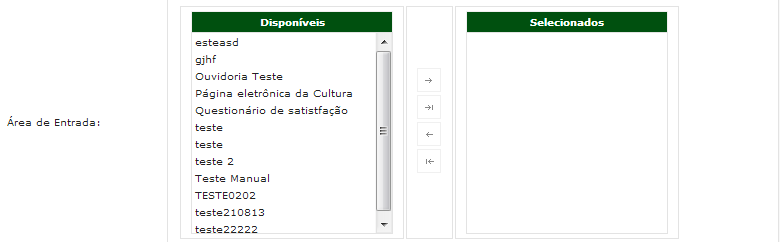 Disponíveis
Selecionados
Área de Entrada:
esteasd
gjhf
Ouvidoria Teste
Página eletrônica da Cultura
Questionário de satistfação
teste
teste
teste 2
Teste Manual
TESTE0202
teste210813
teste22222